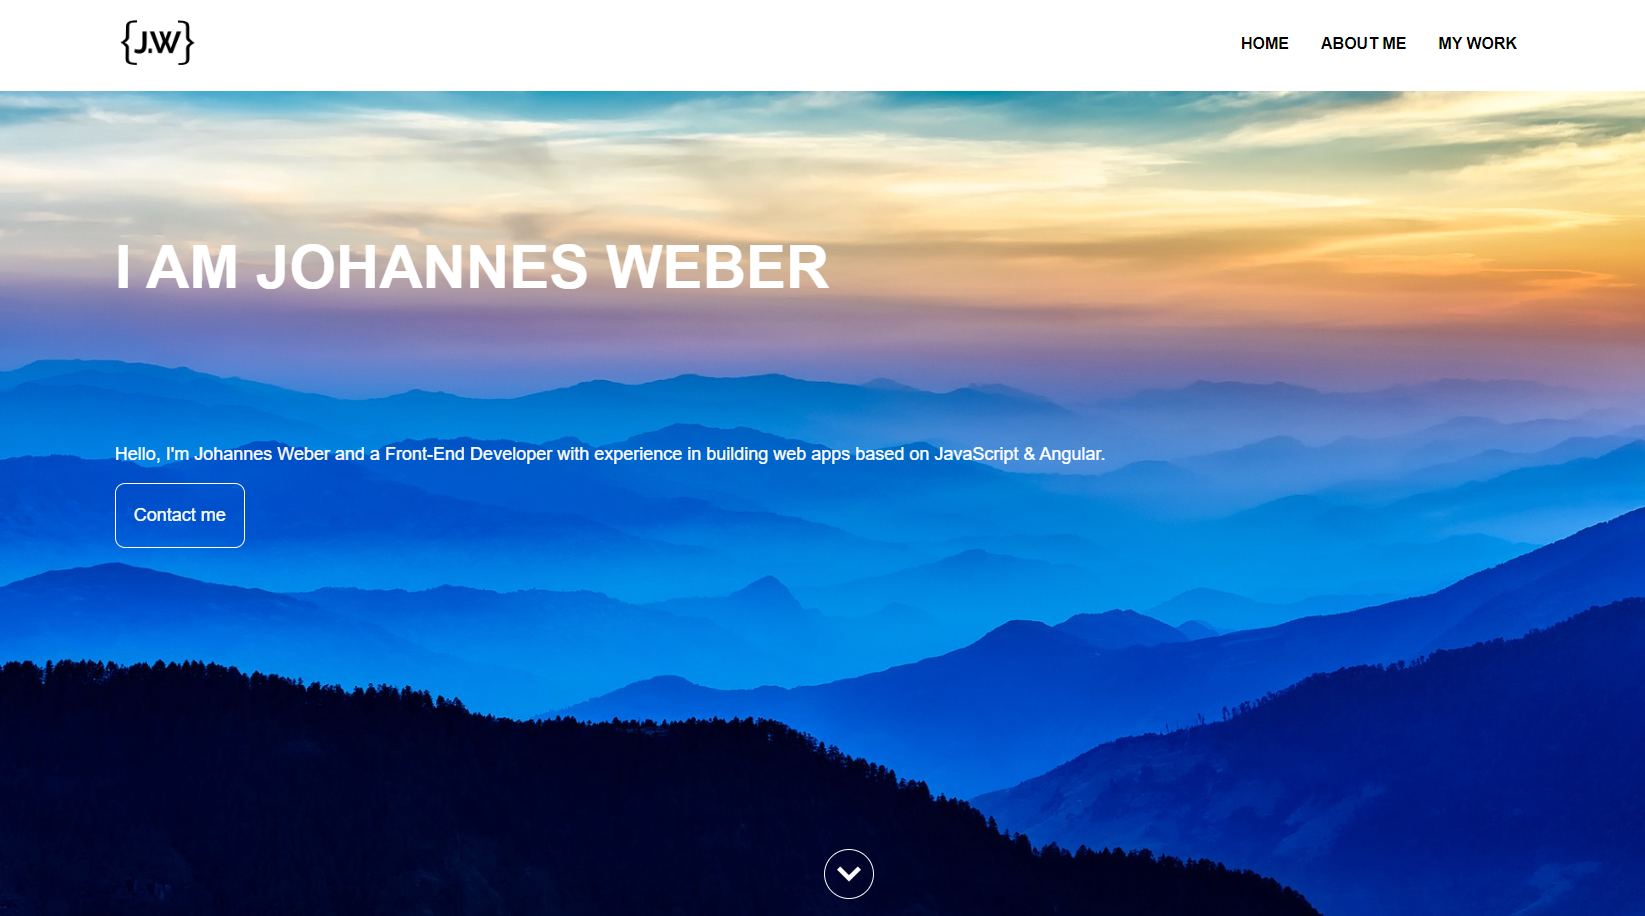 {J.W}
HOME ABOUT ME MY WORK
I AM JOHANNES WEBER
Hello, I'm Johannes Weber and a Front-End Developer with experience in building web apps based on JavaScript & Angular.
Contact me